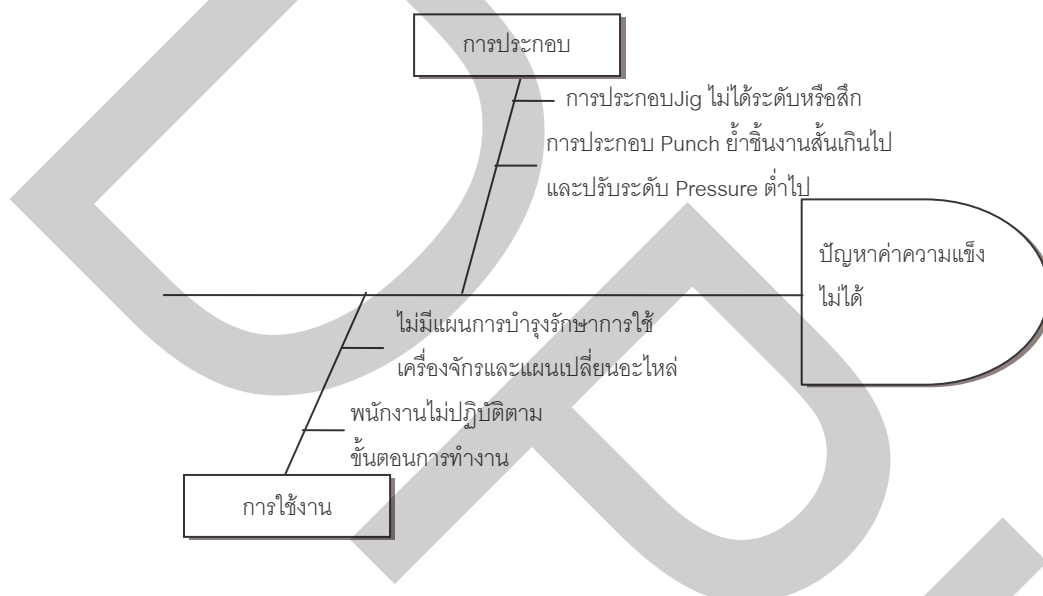 การประกอบ
การประกอบJig ไม่ได้ระดับหรือสึก
การประกอบ Punch ย้ำชิ้นงานสั้นเกินไป
และปรับระดับ Pressure ต่ำไป
ปัญหาค่าความแข็ง
ไม่ได้
ไม่มีแผนการบำรุงรักษาการใช้
เครื่องจักรและแผนเปลี่ยนอะไหล่
พนักงานไม่ปฏิบัติตาม
ขั้นตอนการทำงาน
การใช้งาน